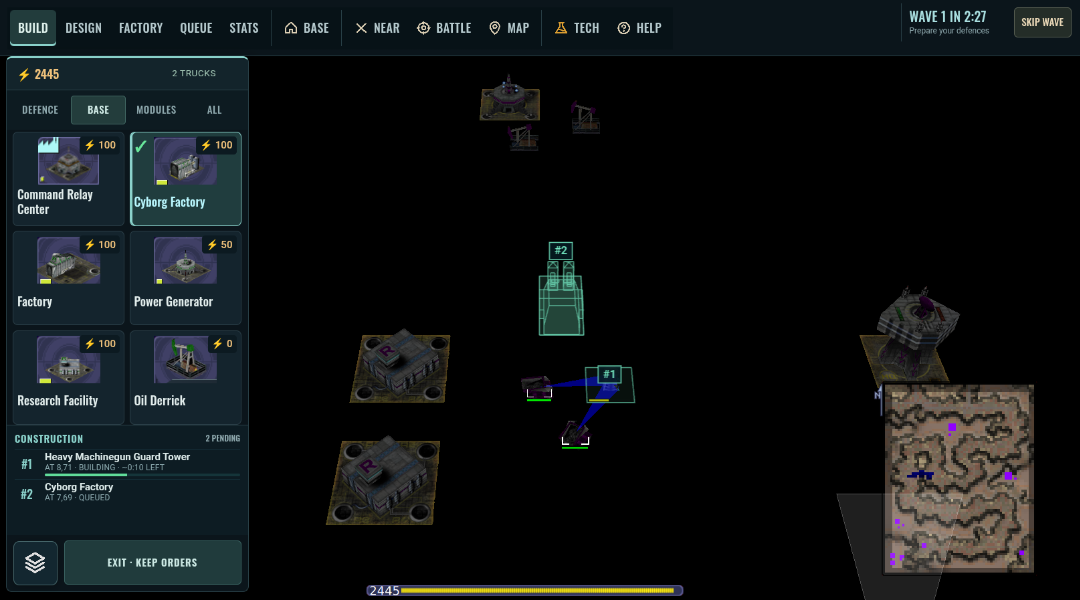 BUILD DESIGN FACTORY QUEUE STATS BASE NEAR BATTLE MAP TECH HELP
WAVE 1 IN 2:27
Prepare your defences
SKIP WAVE
2445 2 TRUCKS
DEFENCE BASE MODULES ALL
100
Command Relay
Center
100
Cyborg Factory
100
Factory
50
Power Generator
100
Research Facility
0
Oil Derrick
CONSTRUCTION 2 PENDING
#1 Heavy Machinegun Guard Tower
AT 8,71 · BUILDING · ~0:10 LEFT
#2 Cyborg Factory
AT 7,69 · QUEUED
EXIT · KEEP ORDERS
#2
#1
R
R
N
2445